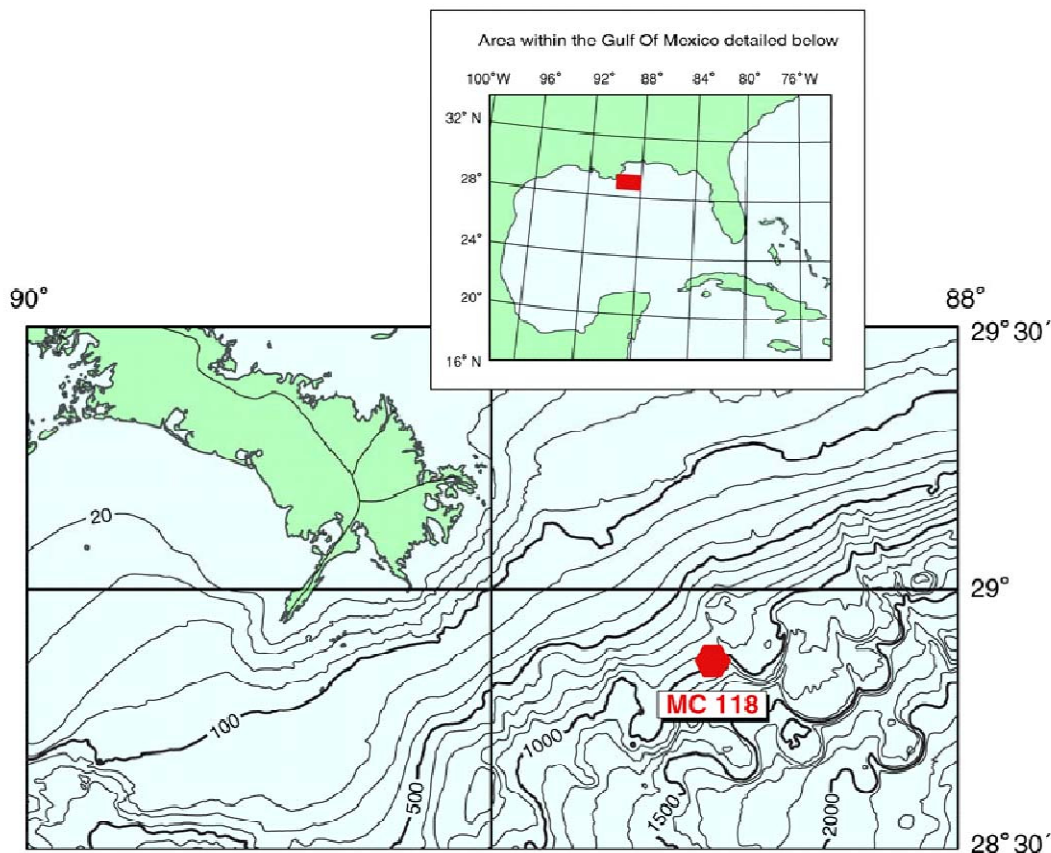 Area within the Gulf Of Mexico detailed below
100°W 96° 92° 88° 84° 80° 76°W
32° N
28°
24°
20°
16° N
90° 88°
29° 30´
20
29°
MC 118
100
1000
500
1500
2000
28° 30´